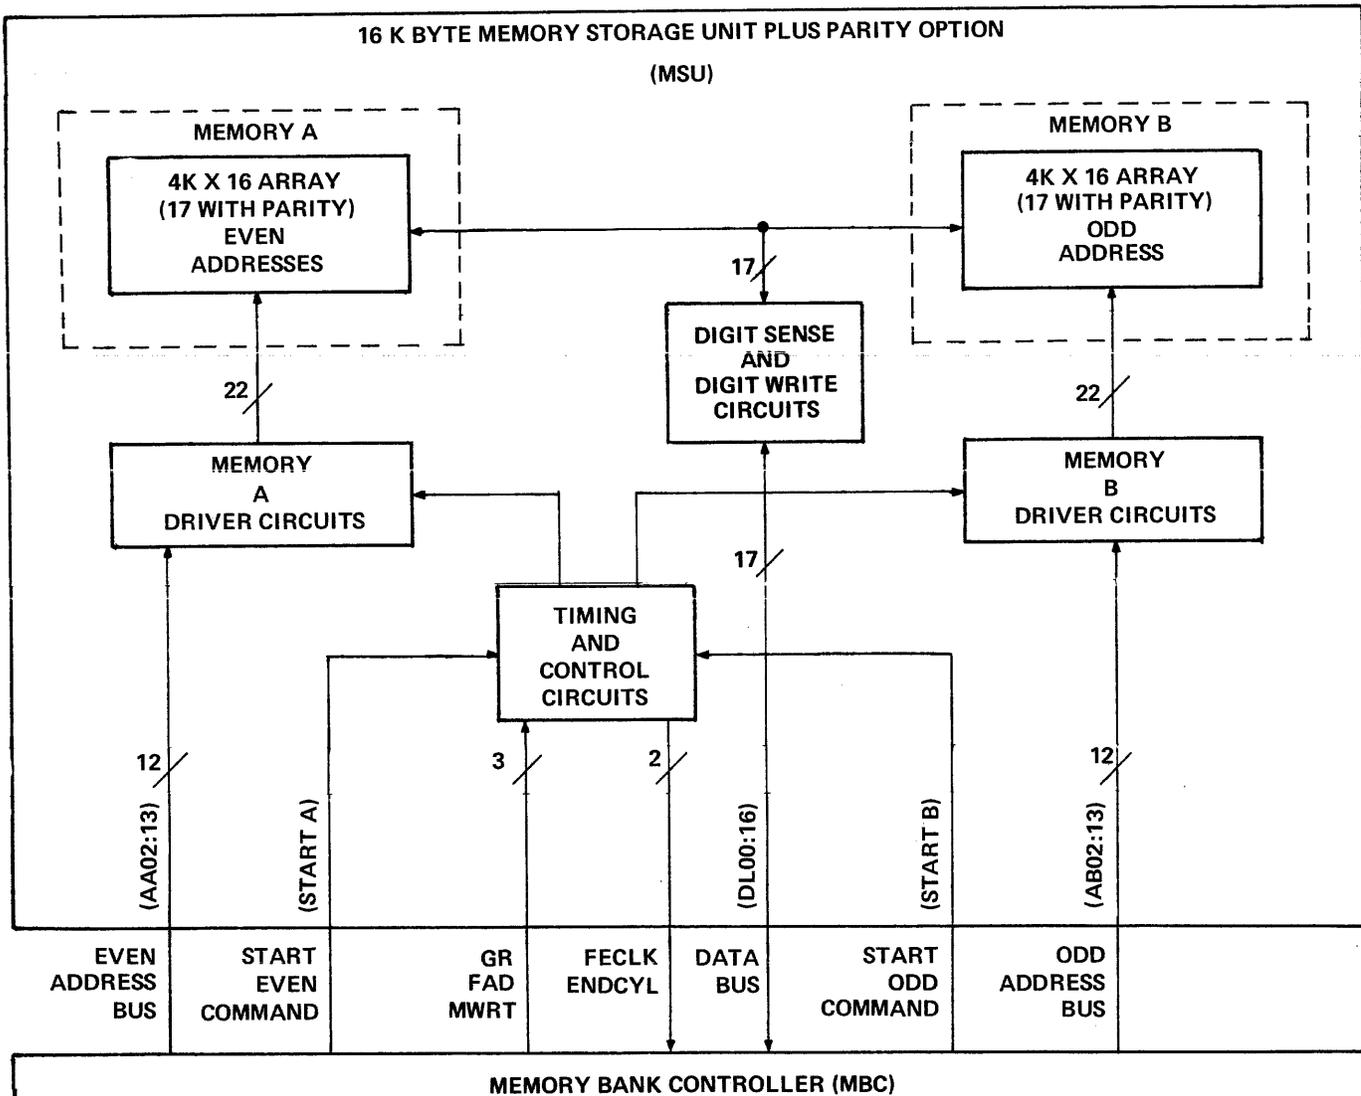 16 K BYTE MEMORY STORAGE UNIT PLUS PARITY OPTION
(MSU)
MEMORY A
4K X 16 ARRAY
(17 WITH PARITY)
EVEN
ADDRESSES
MEMORY B
4K X 16 ARRAY
(17 WITH PARITY)
ODD
ADDRESS
17
DIGIT SENSE
AND
DIGIT WRITE
CIRCUITS
22
22
MEMORY
A
DRIVER CIRCUITS
MEMORY
B
DRIVER CIRCUITS
17
TIMING
AND
CONTROL
CIRCUITS
12
3
2
12
(AA02:13)
(START A)
(DL00:16)
(START B)
(AB02:13)
EVEN
ADDRESS
BUS
START
EVEN
COMMAND
GR
FAD
MWRT
FECLK
ENDCYL
DATA
BUS
START
ODD
COMMAND
ODD
ADDRESS
BUS
MEMORY BANK CONTROLLER (MBC)